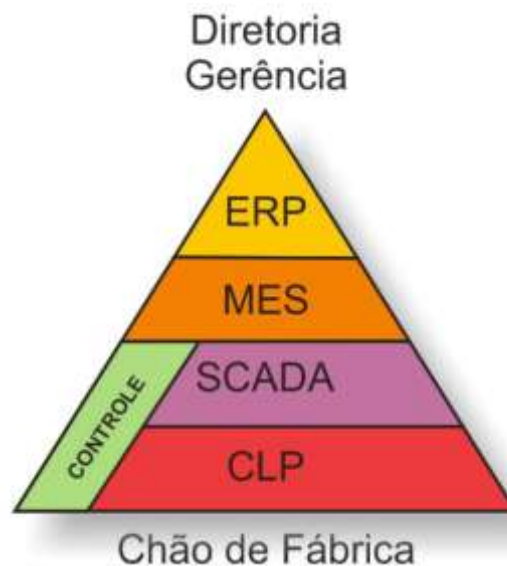 Diretoria
Gerência
ERP
MES
SCADA
CONTROLE
CLP
Chão de Fábrica